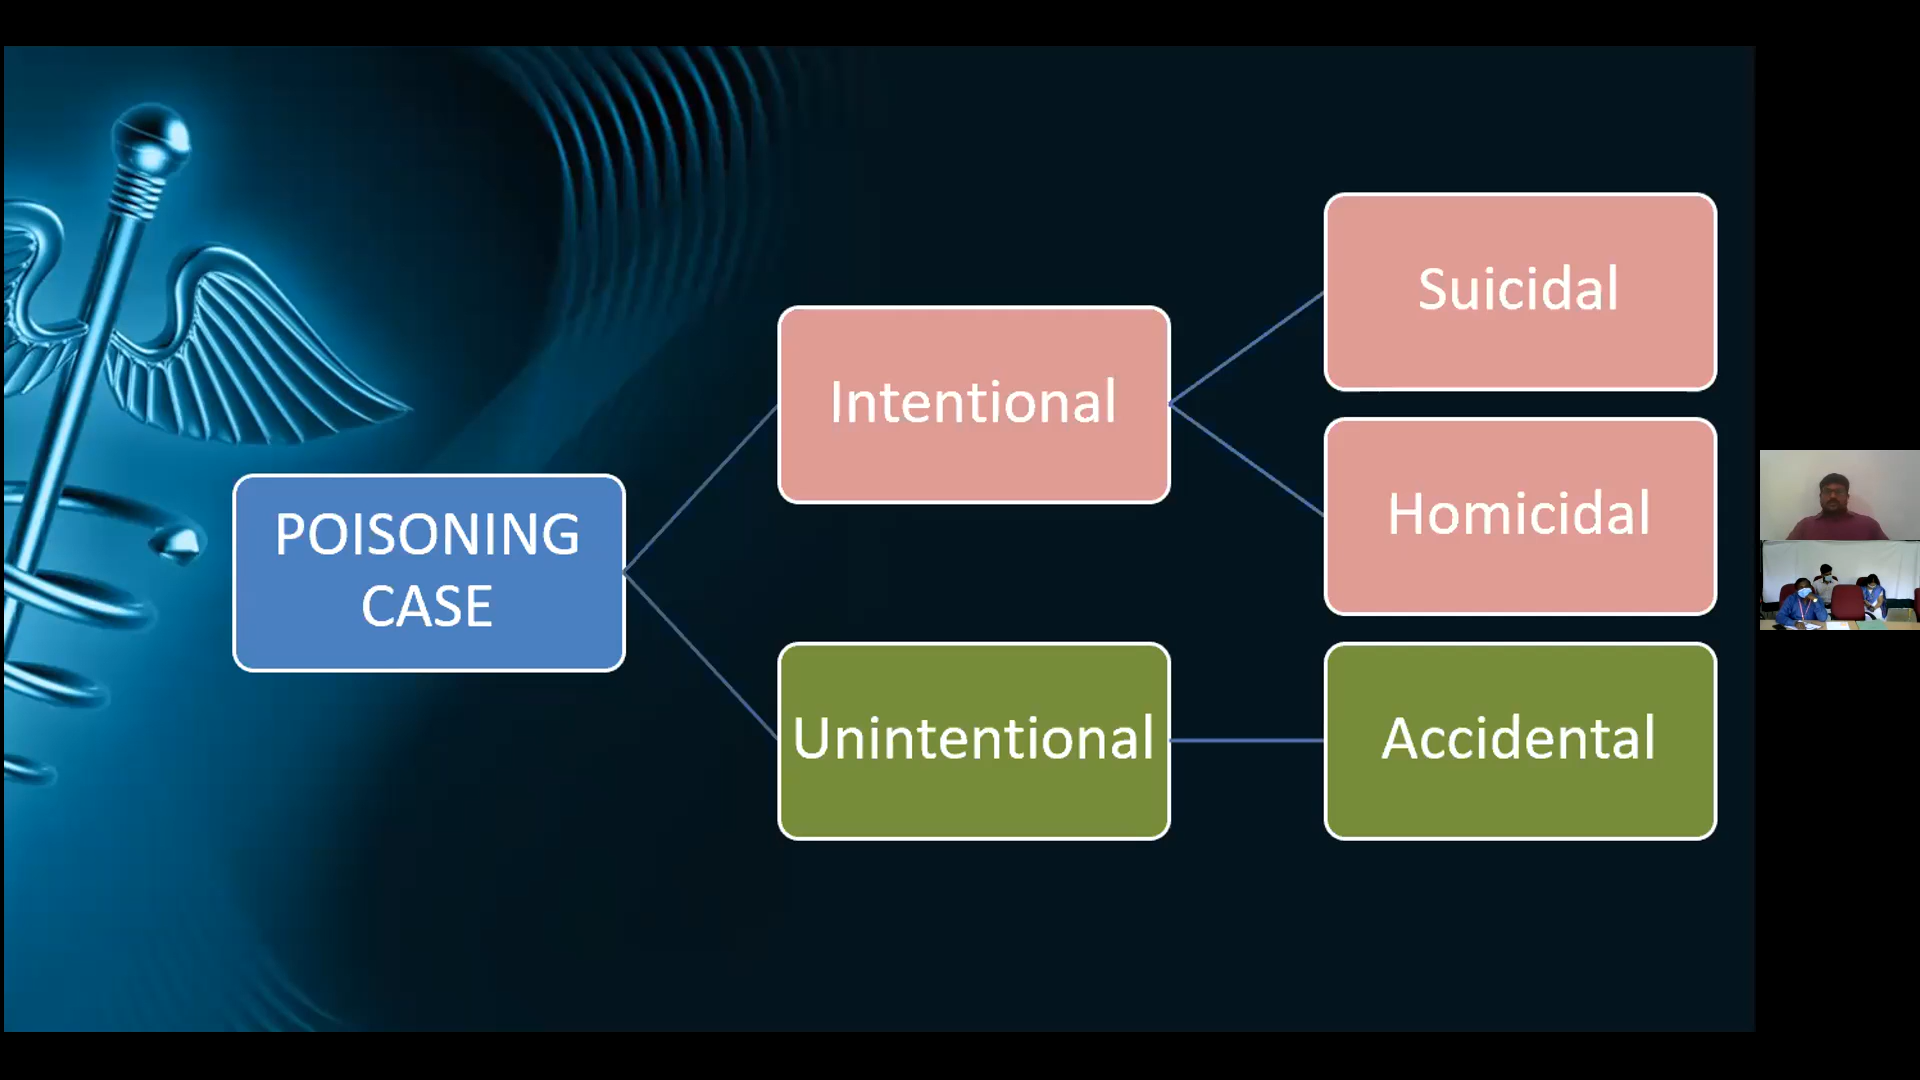 POISONING
CASE
Intentional
Suicidal
Homicidal
Unintentional
Accidental